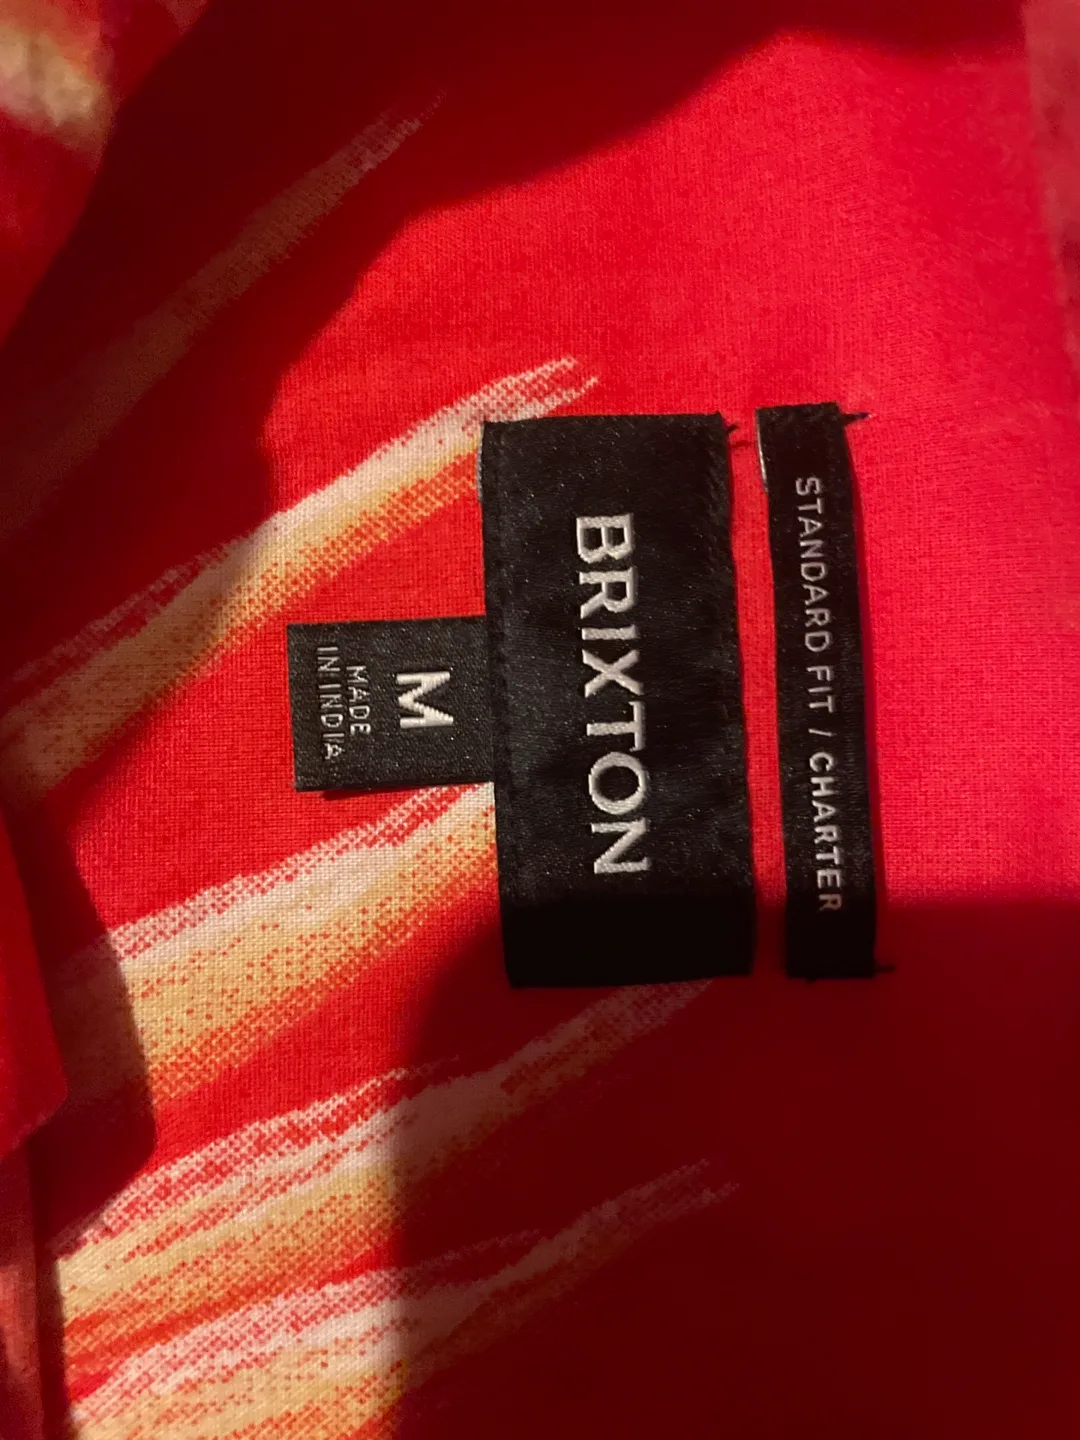 STANDARD FIT / CHARTER
BRIXTON
M
MADE
IN INDIA